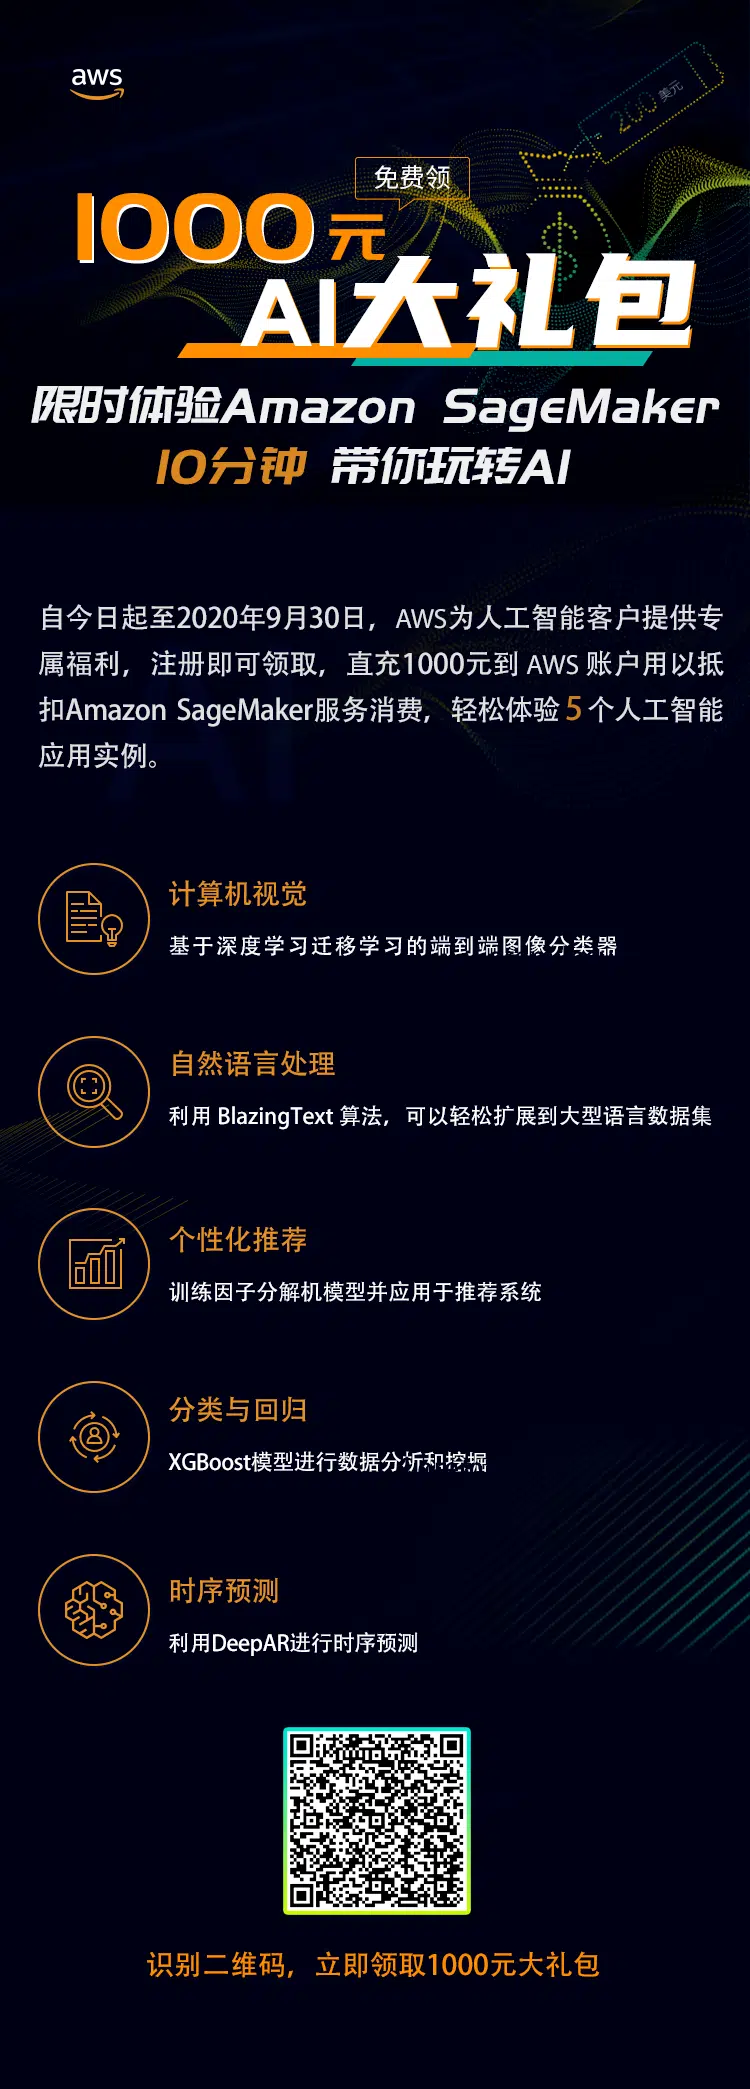 aws
200 美元
免费领
1000元
AI大礼包
限时体验Amazon SageMaker
10分钟 带你玩转AI
自今日起至2020年9月30日，AWS为人工智能客户提供专
属福利，注册即可领取，直充1000元到 AWS 账户用以抵
扣Amazon SageMaker服务消费，轻松体验 5 个人工智能
应用实例。
计算机视觉
基于深度学习迁移学习的端到端图像分类器
自然语言处理
利用 BlazingText 算法，可以轻松扩展到大型语言数据集
个性化推荐
训练因子分解机模型并应用于推荐系统
分类与回归
XGBoost模型进行数据分析和挖掘
时序预测
利用DeepAR进行时序预测
识别二维码，立即领取1000元大礼包